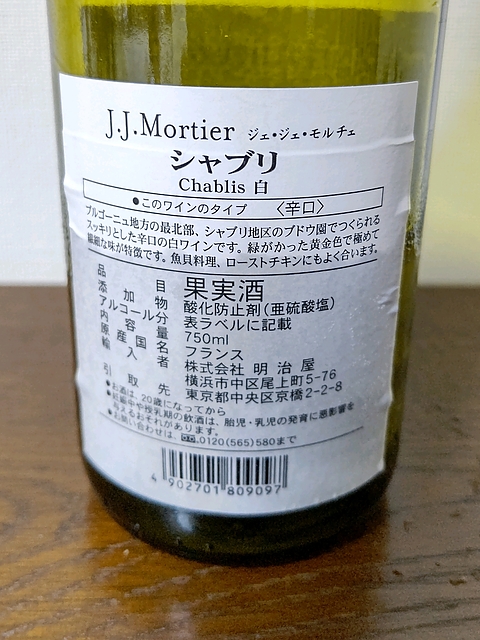 J.J.Mortier ジェ・ジェ・モルチェ
シャブリ
Chablis 白
●このワインのタイプ 〈辛口〉
ブルゴーニュ地方の最北部、シャブリ地区のブドウ園でつくられる
スッキリとした辛口の白ワインです。緑がかった黄金色で極めて
繊細な味が特徴です。魚貝料理、ローストチキンにもよく合います。
品目 果実酒
添加物 酸化防止剤(亜硫酸塩)
アルコール分 表ラベルに記載
内容量 750ml
原産国名 フランス
輸入者 株式会社 明治屋
横浜市中区尾上町5-76
引取先 東京都中央区京橋2-2-8
●お酒は、20歳になってから
●妊娠中や授乳期の飲酒は、胎児・乳児の発育に悪影響を
与えるおそれがあります。
●お問い合わせは、0120(565)580まで
4 902701 809097